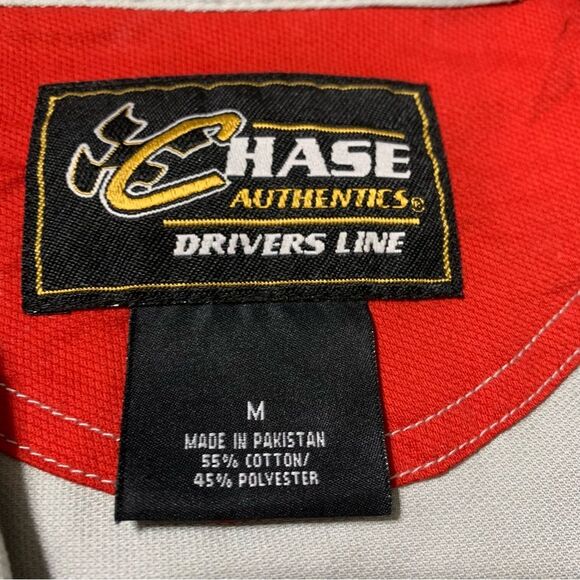 CHASE
AUTHENTICS®
DRIVERS LINE
M
MADE IN PAKISTAN
55% COTTON/
45% POLYESTER